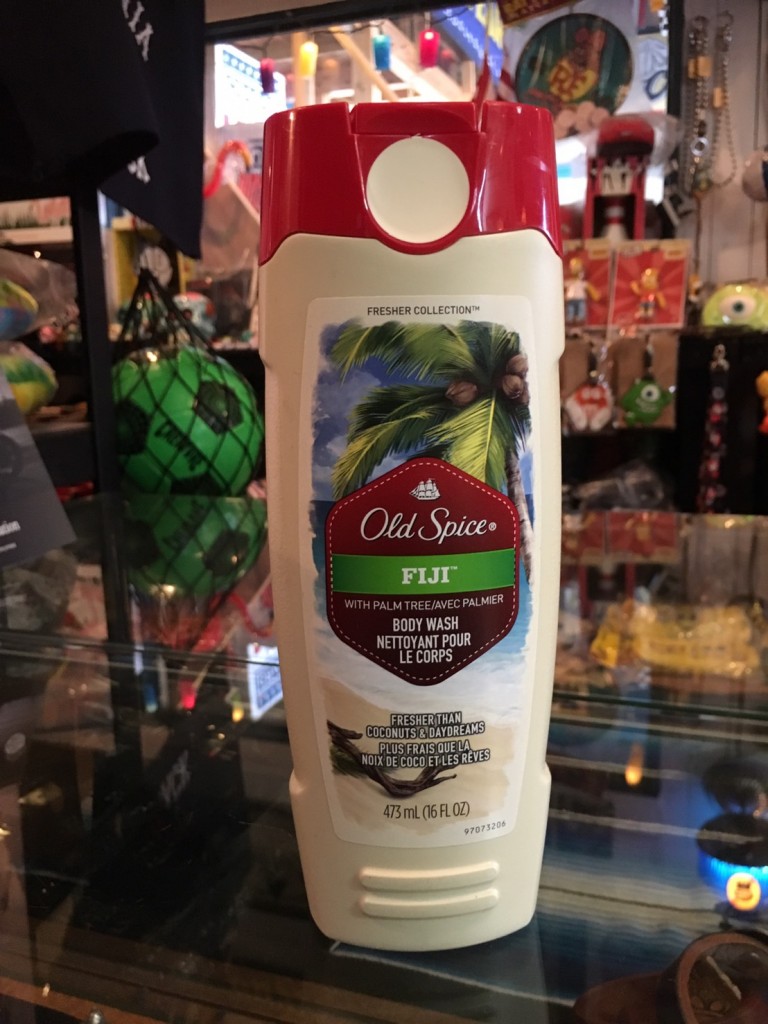 FRESHER COLLECTION™
Old Spice®
FIJI™
WITH PALM TREE/AVEC PALMIER
BODY WASH
NETTOYANT POUR
LE CORPS
FRESHER THAN
COCONUTS & DAYDREAMS
PLUS FRAIS QUE LA
NOIX DE COCO ET LES RÊVES
473 mL (16 FL OZ)
97073206